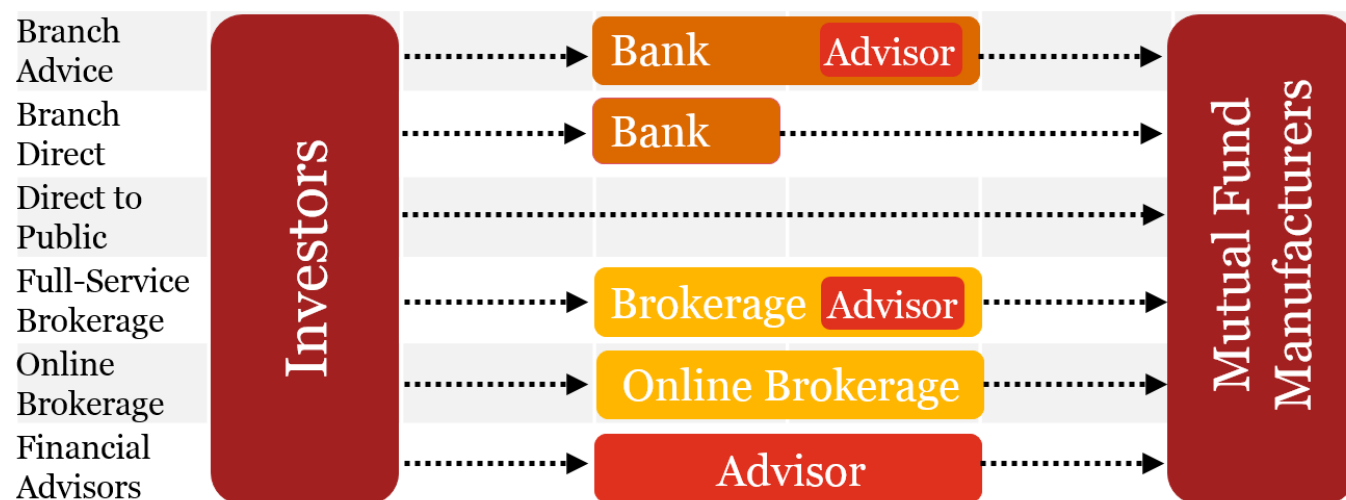 Branch
Advice
Bank
Advisor
Branch
Direct
Bank
Direct to
Public
Full-Service
Brokerage
Brokerage
Advisor
Online
Brokerage
Online Brokerage
Financial
Advisors
Advisor
Investors
Mutual Fund
Manufacturers